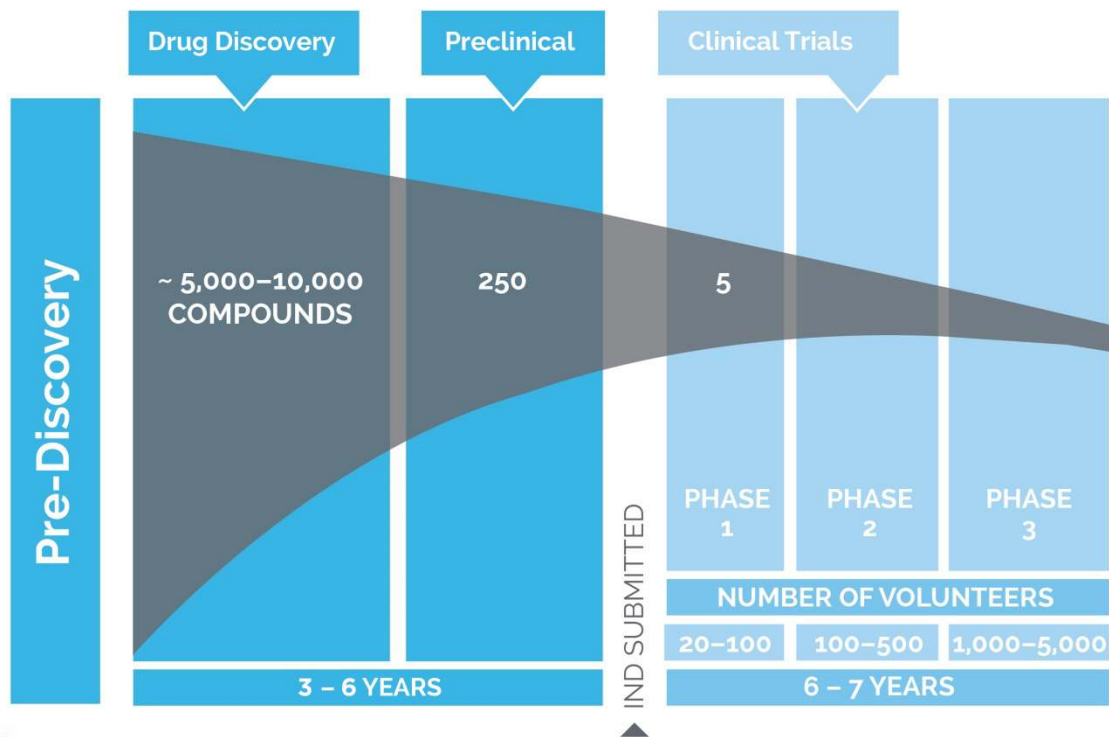 Drug Discovery
Preclinical
Clinical Trials
Pre-Discovery
~ 5,000–10,000
COMPOUNDS
250
5
PHASE
1
PHASE
2
PHASE
3
IND SUBMITTED
NUMBER OF VOLUNTEERS
20–100
100–500
1,000–5,000
3 – 6 YEARS
6 – 7 YEARS